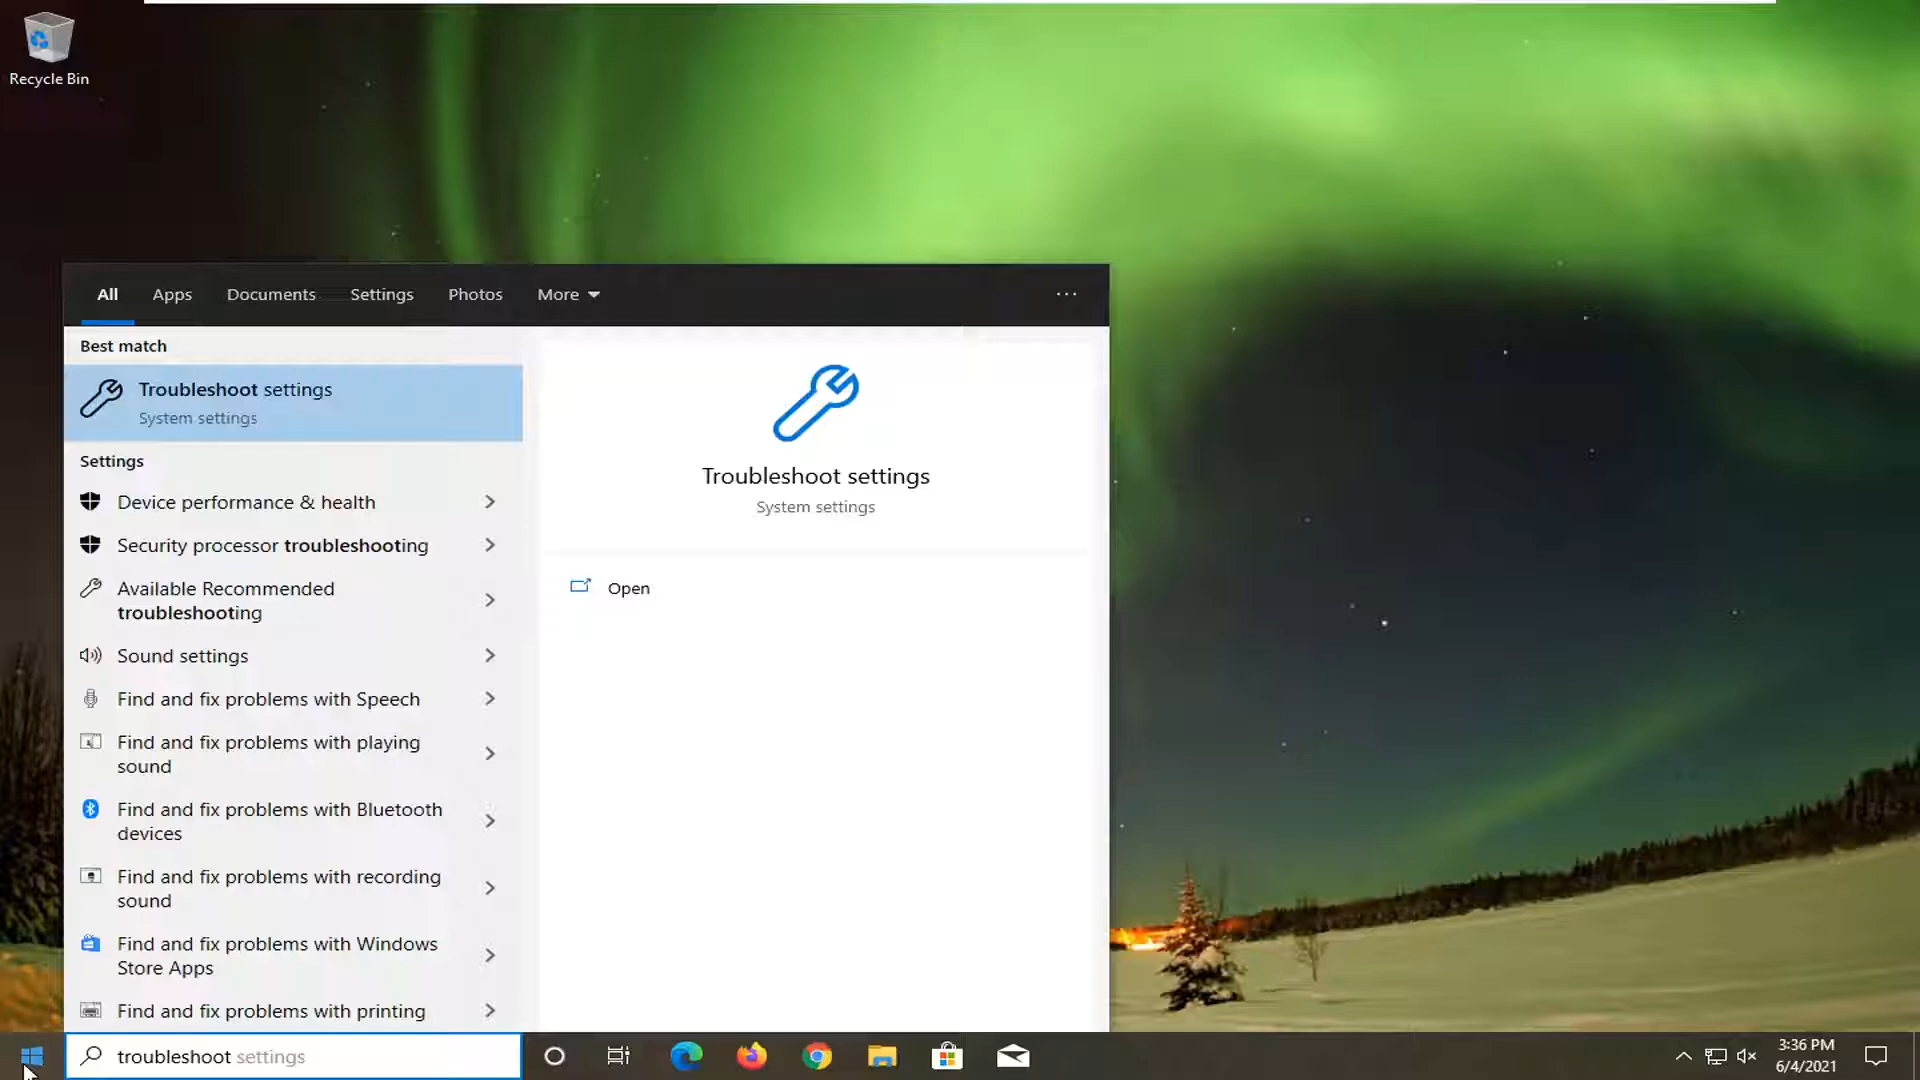 Recycle Bin
All Apps Documents Settings Photos More ...
Best match
Troubleshoot settings
System settings
Settings
Device performance & health
Security processor troubleshooting
Available Recommended
troubleshooting
Sound settings
Find and fix problems with Speech
Find and fix problems with playing
sound
Find and fix problems with Bluetooth
devices
Find and fix problems with recording
sound
Find and fix problems with Windows
Store Apps
Find and fix problems with printing
Troubleshoot settings
System settings
Open
troubleshoot settings
3:36 PM
6/4/2021